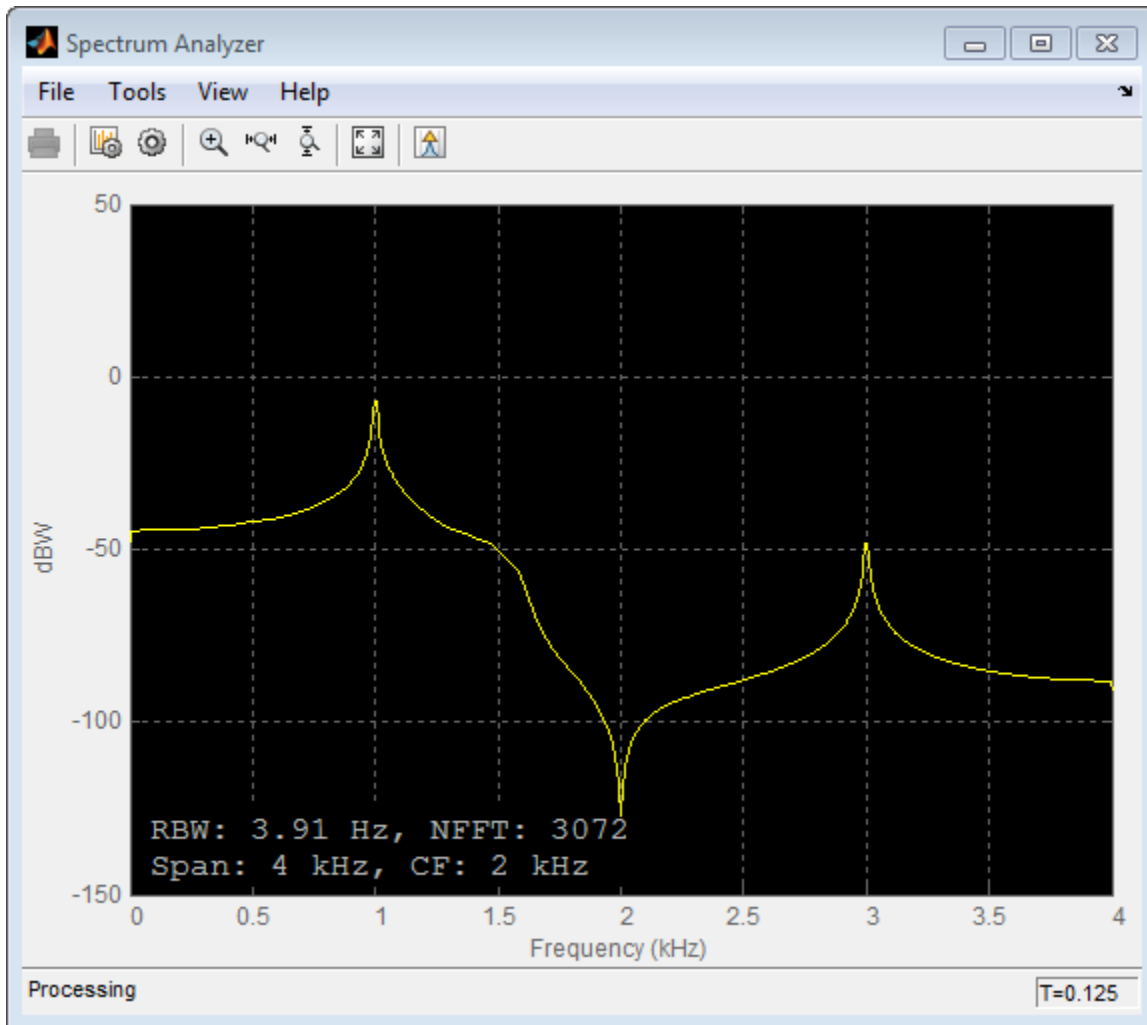 Spectrum Analyzer
File Tools View Help
50
0
-50
-100
-150
dBW
RBW: 3.91 Hz, NFFT: 3072
Span: 4 kHz, CF: 2 kHz
0 0.5 1 1.5 2 2.5 3 3.5 4
Frequency (kHz)
Processing
T=0.125